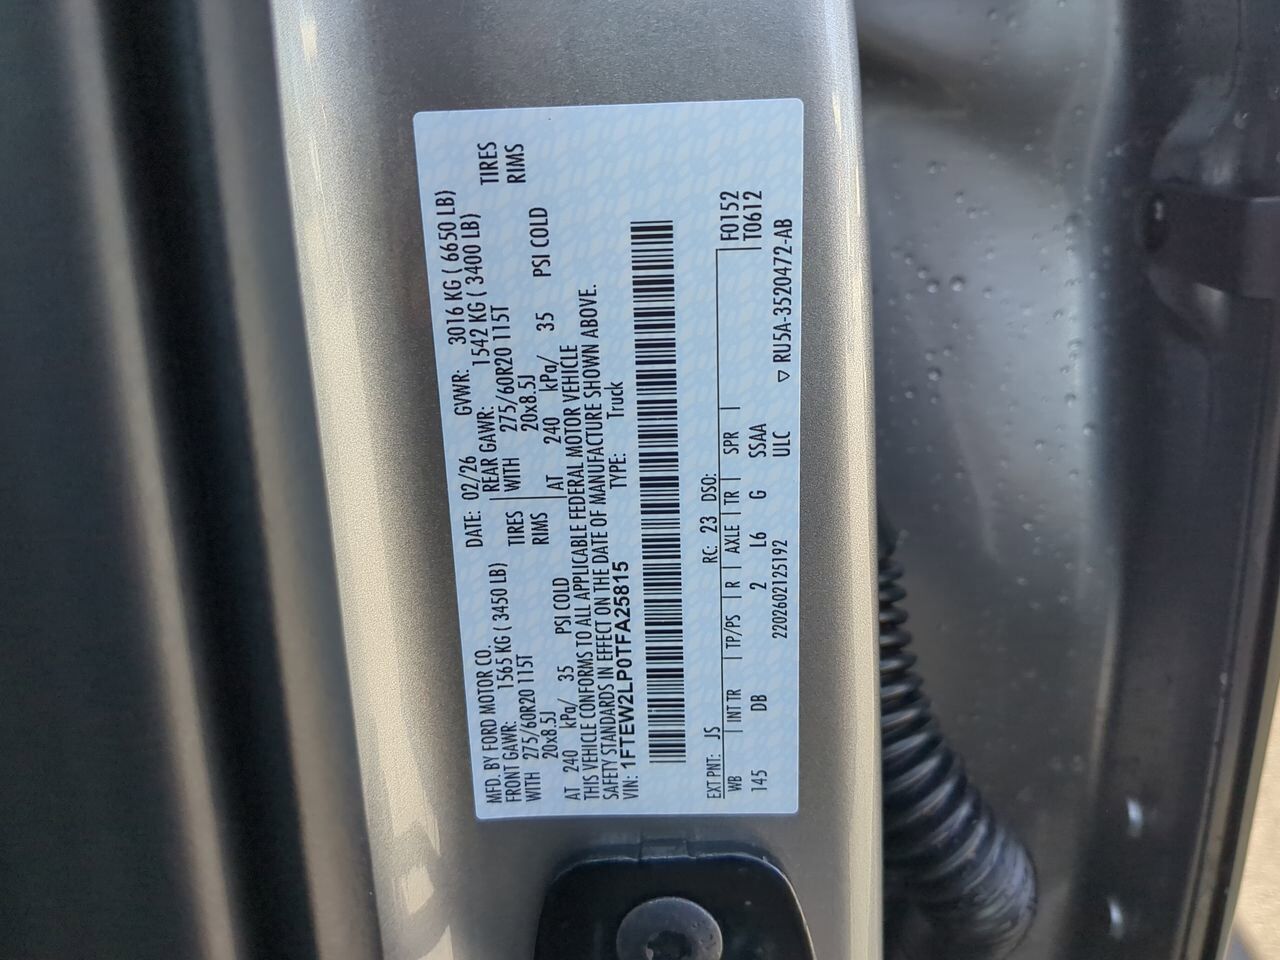 MFD. BY FORD MOTOR CO.
DATE: 02/26 GVWR: 3016 KG ( 6650 LB)
FRONT GAWR: 1565 KG ( 3450 LB) REAR GAWR: 1542 KG ( 3400 LB)
WITH 275/60R20 115T TIRES WITH 275/60R20 115T TIRES
20x8.5J RIMS 20x8.5J RIMS
AT 240 kPa/ 35 PSI COLD AT 240 kPa/ 35 PSI COLD
THIS VEHICLE CONFORMS TO ALL APPLICABLE FEDERAL MOTOR VEHICLE
SAFETY STANDARDS IN EFFECT ON THE DATE OF MANUFACTURE SHOWN ABOVE.
VIN: 1FTEW2LP0TFA25815 TYPE: Truck
EXT PNT: JS RC: 23 DSO: F0152
WB INT TR TP/PS R AXLE TR SPR T0612
145 DB 2 L6 G SSAA
2202602125192 ULC ▽ RU5A-3520472-AB